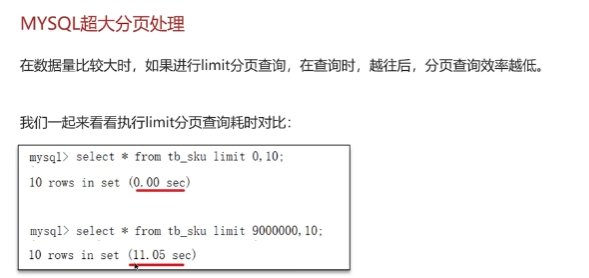 MYSQL超大分页处理
在数据量比较大时，如果进行limit分页查询，在查询时，越往后，分页查询效率越低。
我们一起来看看执行limit分页查询耗时对比：
mysql> select * from tb_sku limit 0,10;
10 rows in set (0.00 sec)
mysql> select * from tb_sku limit 9000000,10;
10 rows in set (11.05 sec)